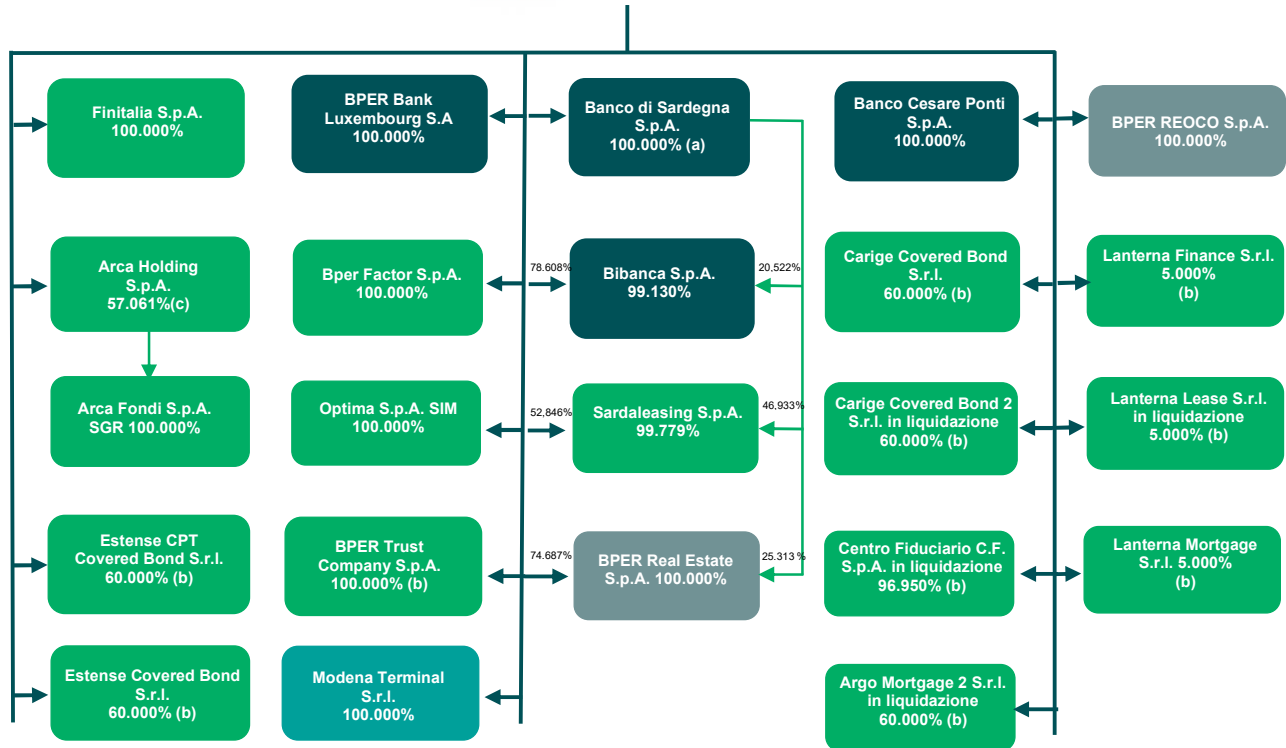 Finitalia S.p.A.
100.000%
BPER Bank
Luxembourg S.A
100.000%
Banco di Sardegna
S.p.A.
100.000% (a)
Banco Cesare Ponti
S.p.A.
100.000%
BPER REOCO S.p.A.
100.000%
Arca Holding
S.p.A.
57.061%(c)
Bper Factor S.p.A.
100.000%
78.608%
Bibanca S.p.A.
99.130%
20,522%
Carige Covered Bond
S.r.l.
60.000% (b)
Lanterna Finance S.r.l.
5.000%
(b)
Arca Fondi S.p.A.
SGR 100.000%
Optima S.p.A. SIM
100.000%
52,846%
Sardaleasing S.p.A.
99.779%
46,933%
Carige Covered Bond 2
S.r.l. in liquidazione
60.000% (b)
Lanterna Lease S.r.l.
in liquidazione
5.000% (b)
Estense CPT
Covered Bond S.r.l.
60.000% (b)
BPER Trust
Company S.p.A.
100.000% (b)
74.687%
BPER Real Estate
S.p.A. 100.000%
25.313 %
Centro Fiduciario C.F.
S.p.A. in liquidazione
96.950% (b)
Lanterna Mortgage
S.r.l. 5.000%
(b)
Estense Covered Bond
S.r.l.
60.000% (b)
Modena Terminal
S.r.l.
100.000%
Argo Mortgage 2 S.r.l.
in liquidazione
60.000% (b)